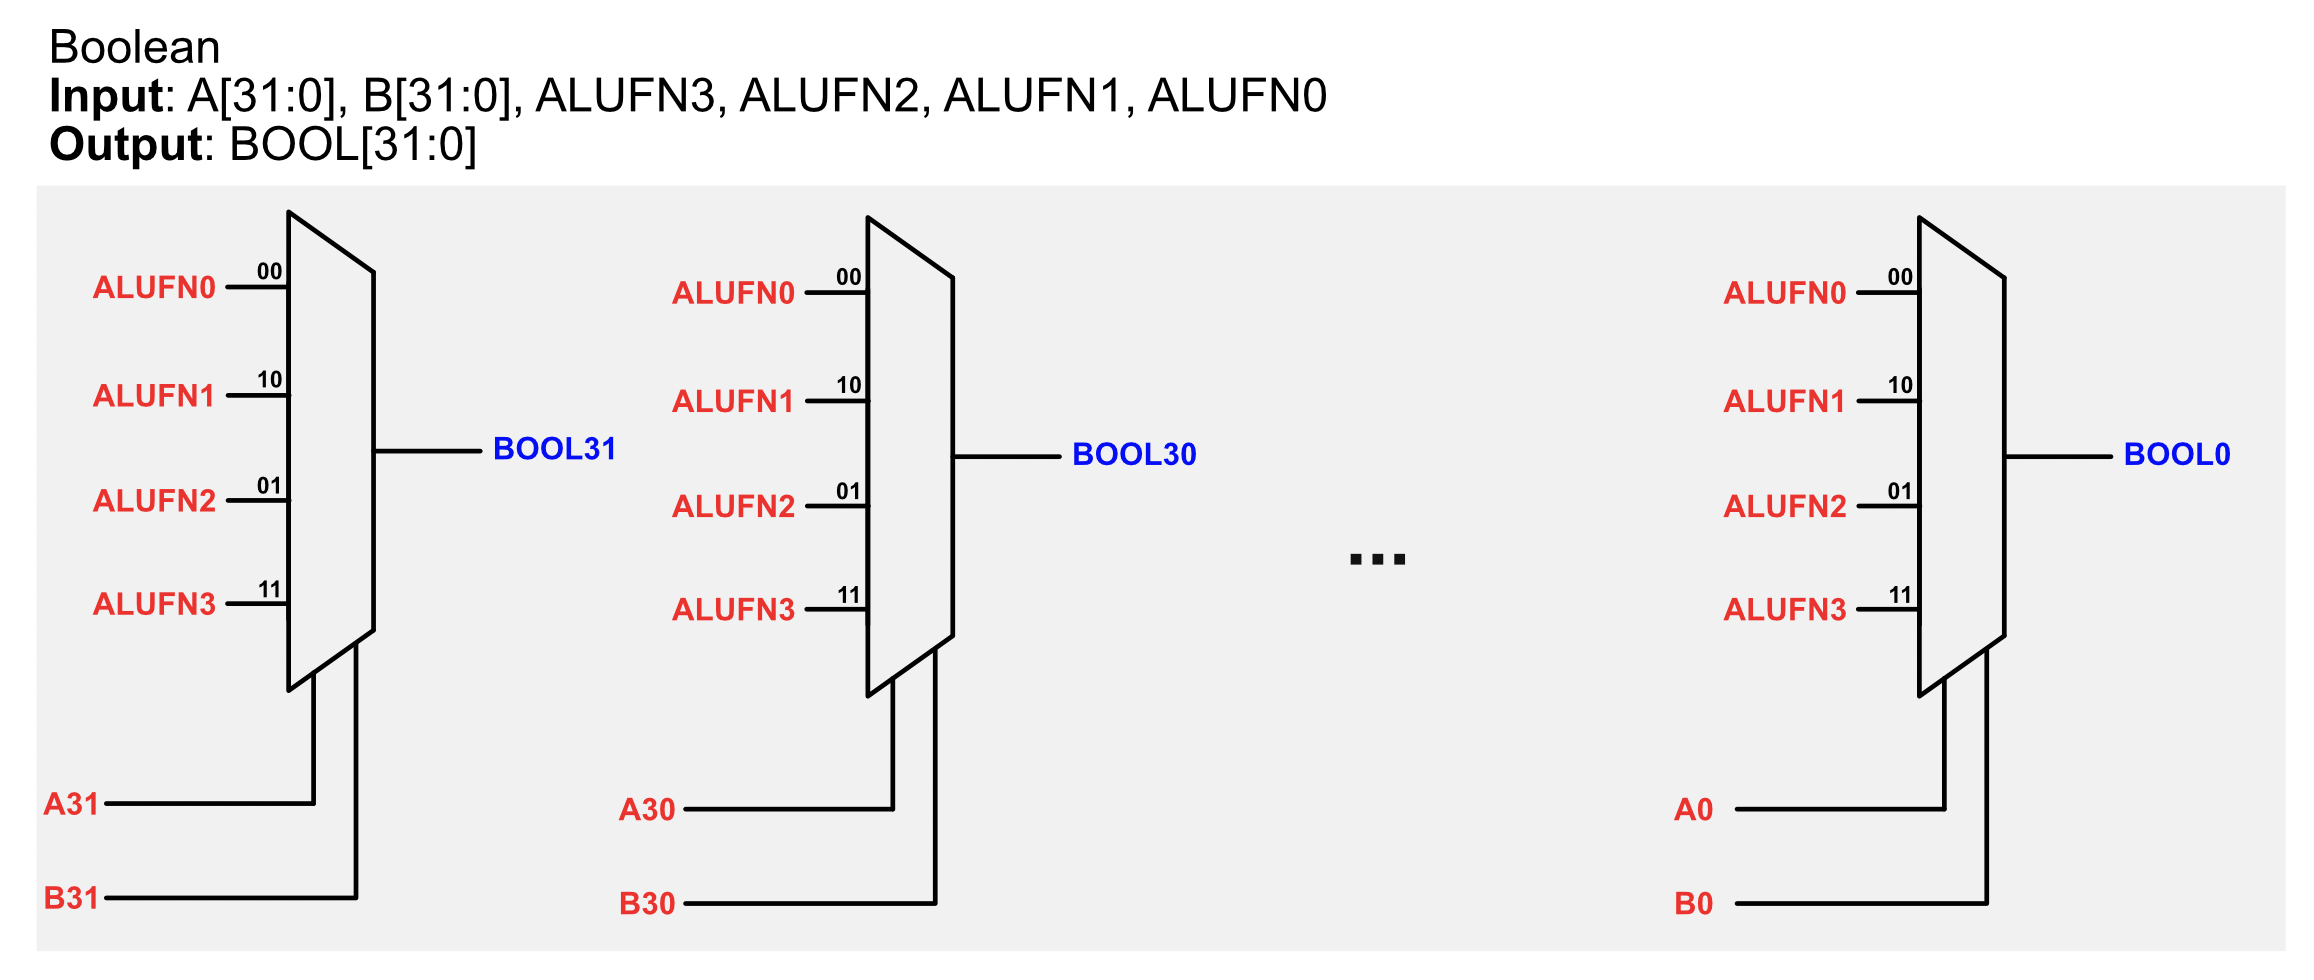 Boolean
Input: A[31:0], B[31:0], ALUFN3, ALUFN2, ALUFN1, ALUFN0
Output: BOOL[31:0]
00
ALUFN0
10
ALUFN1
BOOL31
01
ALUFN2
11
ALUFN3
A31
B31
00
ALUFN0
10
ALUFN1
BOOL30
01
ALUFN2
11
ALUFN3
A30
B30
...
00
ALUFN0
10
ALUFN1
BOOL0
01
ALUFN2
11
ALUFN3
A0
B0